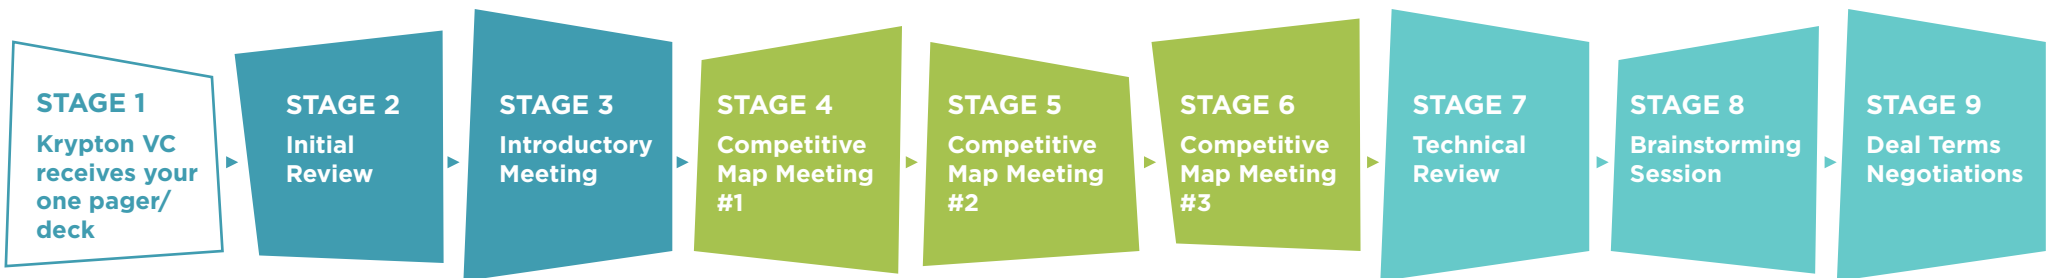 STAGE 1
Krypton VC
receives your
one pager/
deck
STAGE 2
Initial
Review
STAGE 3
Introductory
Meeting
STAGE 4
Competitive
Map Meeting
#1
STAGE 5
Competitive
Map Meeting
#2
STAGE 6
Competitive
Map Meeting
#3
STAGE 7
Technical
Review
STAGE 8
Brainstorming
Session
STAGE 9
Deal Terms
Negotiations